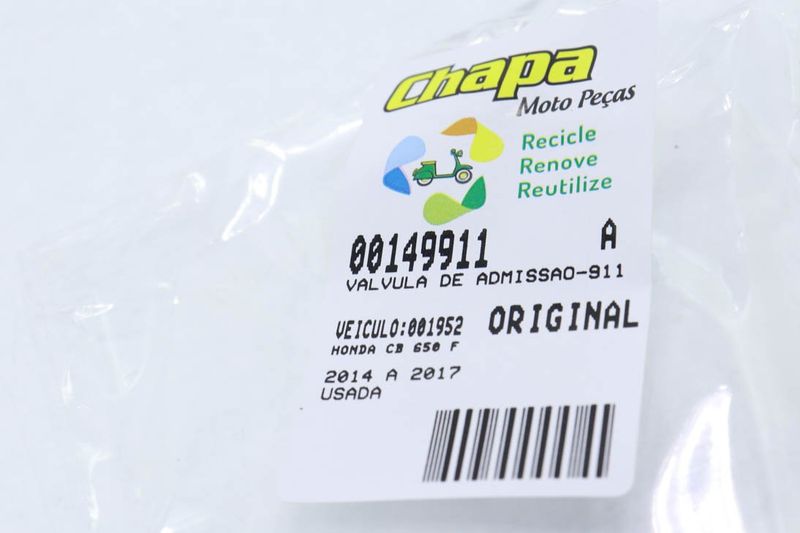 Chapa
Moto Peças
Recicle
Renove
Reutilize
00149911 A
VALVULA DE ADMISSAO-911
VEICULO:001952 ORIGINAL
HONDA CB 650 F
2014 A 2017
USADA